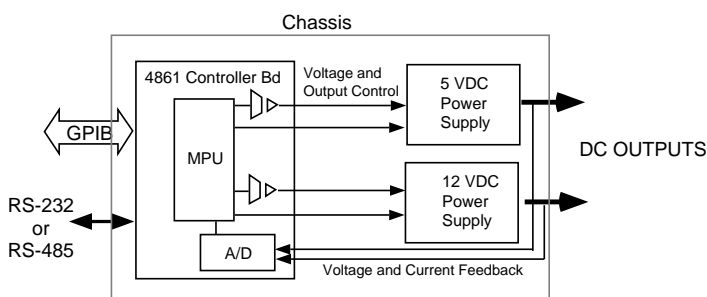 Chassis
4861 Controller Bd
Voltage and
Output Control
5 VDC
Power
Supply
GPIB
MPU
DC OUTPUTS
12 VDC
Power
Supply
RS-232
or
RS-485
A/D
Voltage and Current Feedback